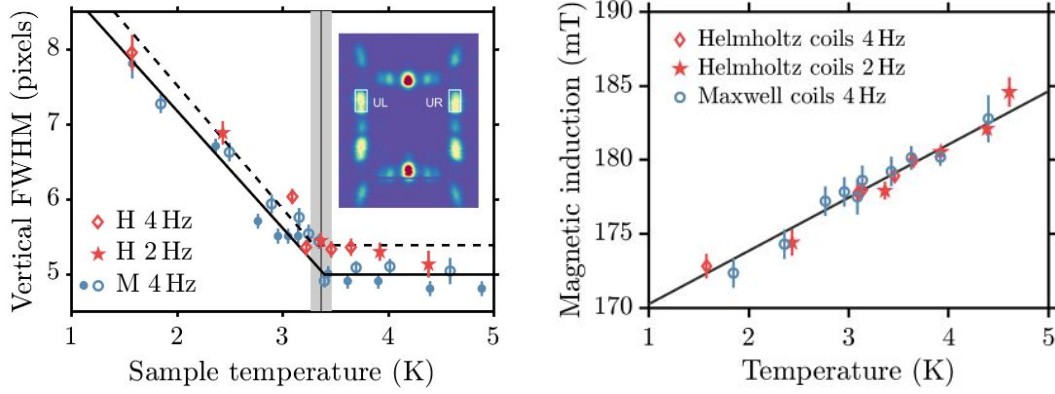 Vertical FWHM (pixels)
8
7
6
5
UL
UR
H 4 Hz
H 2 Hz
M 4 Hz
1
2
3
4
5
Sample temperature (K)
Magnetic induction (mT)
190
185
180
175
170
Helmholtz coils 4 Hz
Helmholtz coils 2 Hz
Maxwell coils 4 Hz
1
2
3
4
5
Temperature (K)